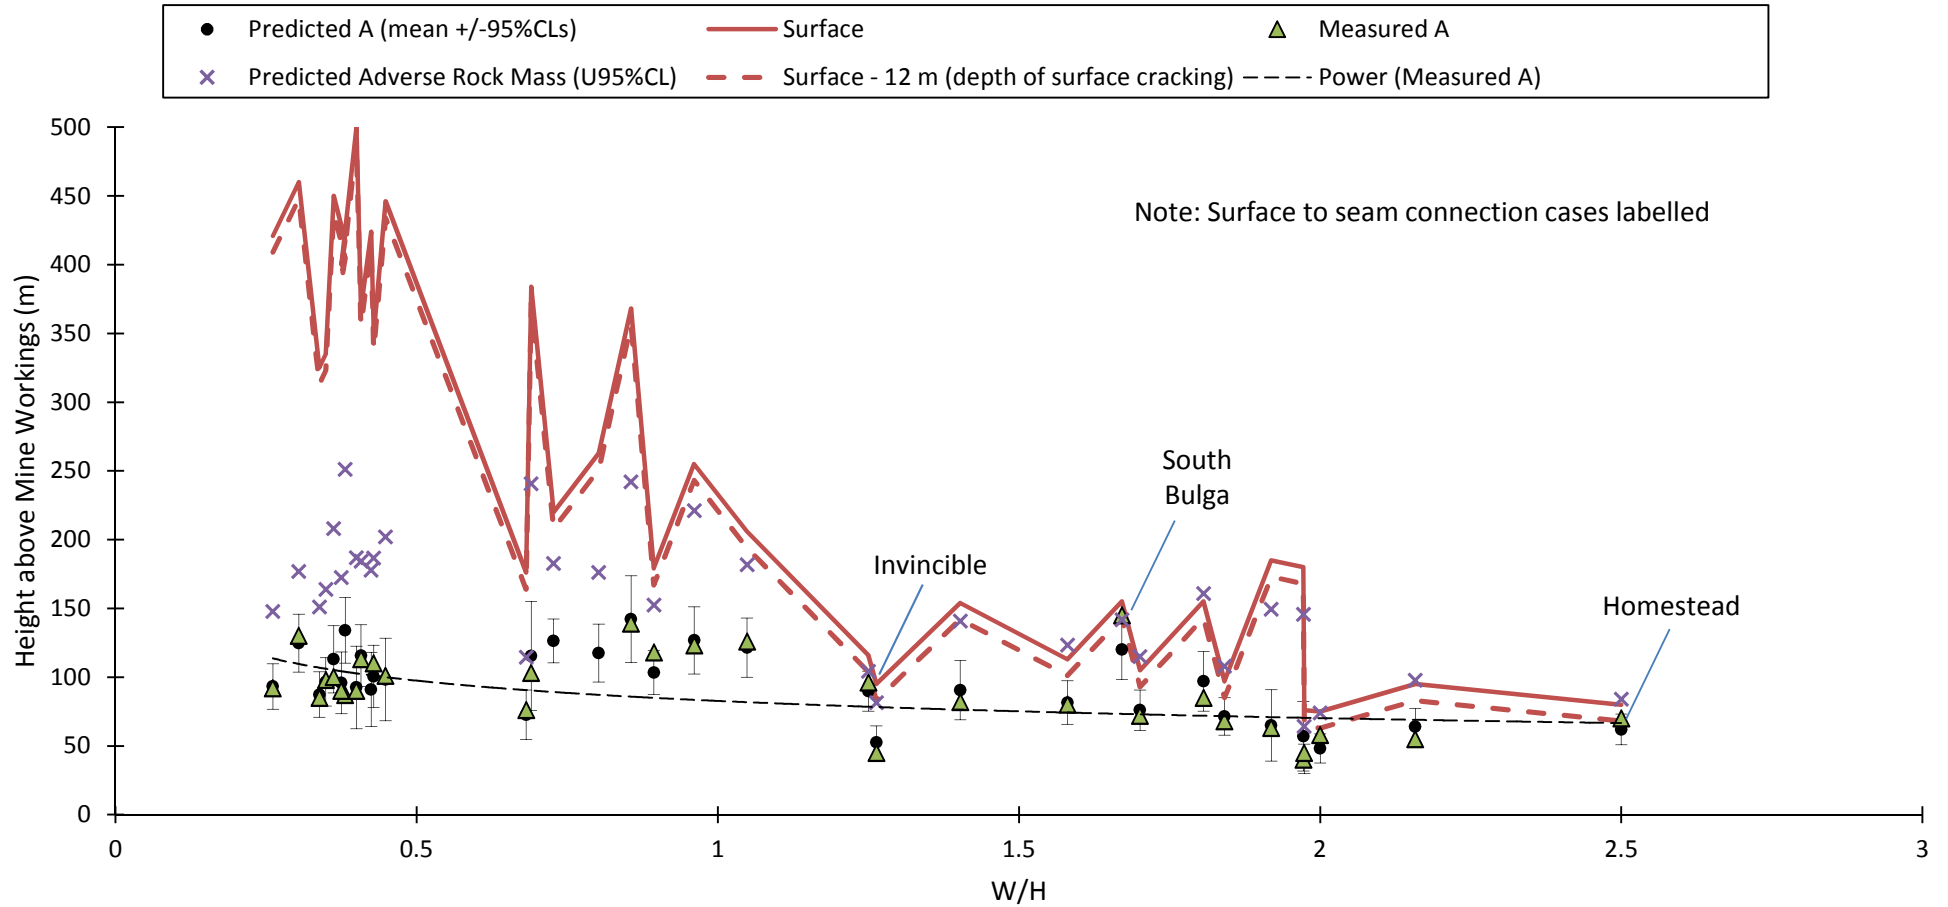 Predicted A (mean +/-95%CLs)
Surface
Measured A
Predicted Adverse Rock Mass (U95%CL)
Surface - 12 m (depth of surface cracking)
Power (Measured A)
500
450
400
350
300
250
200
150
100
50
0
Height above Mine Workings (m)
Note: Surface to seam connection cases labelled
South
Bulga
Invincible
Homestead
0
0.5
1
1.5
2
2.5
3
W/H